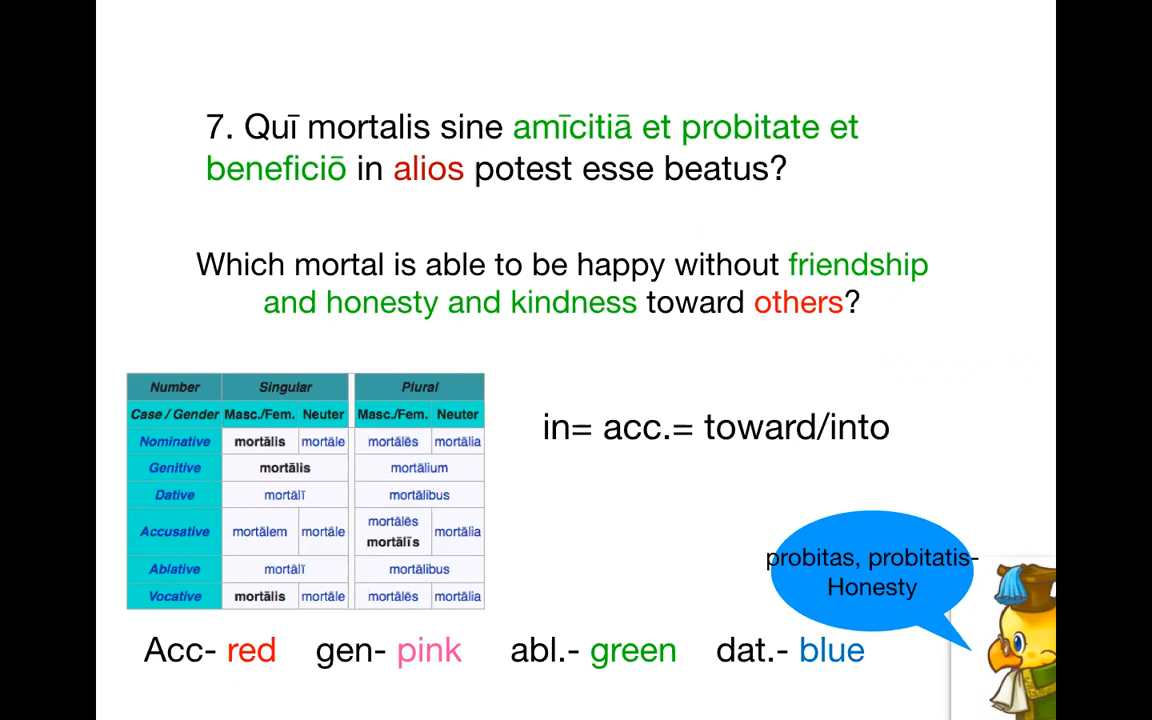 7. Quī mortalis sine amīcitiā et probitate et
beneficiō in alios potest esse beatus?
Which mortal is able to be happy without friendship
and honesty and kindness toward others?
Number Singular Plural
Case / Gender Masc./Fem. Neuter Masc./Fem. Neuter
Nominative mortālis mortāle mortālēs mortālia
Genitive mortālis mortālium
Dative mortālī mortālibus
Accusative mortālem mortāle mortālēs mortālīs mortālia
Ablative mortālī mortālibus
Vocative mortālis mortāle mortālēs mortālia
in= acc.= toward/into
probitas, probitatis-
Honesty
Acc- red gen- pink abl.- green dat.- blue